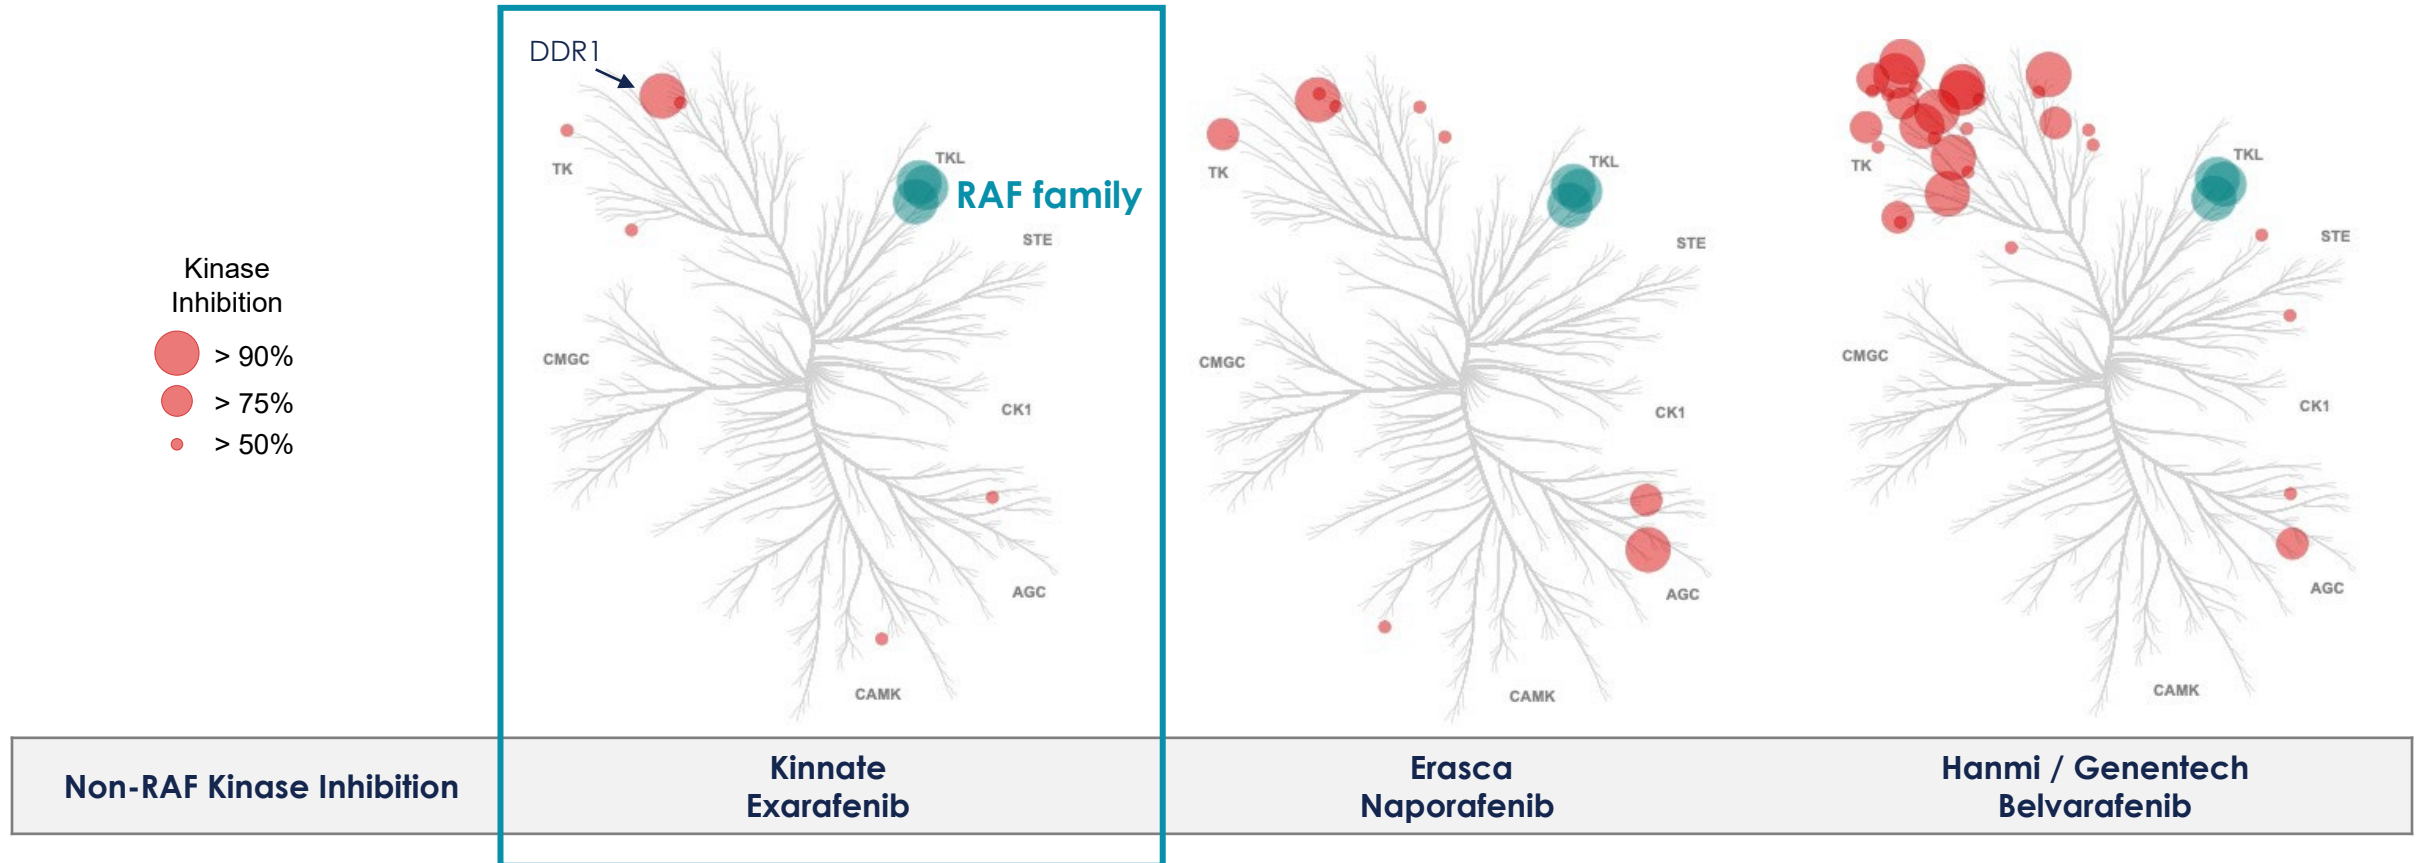 Kinase
Inhibition
> 90%
> 75%
> 50%
DDR1
TK
TKL
RAF family
STE
CMGC
CK1
AGC
CAMK
TK
TKL
STE
CMGC
CK1
AGC
CAMK
TK
TKL
STE
CMGC
CK1
AGC
CAMK
Non-RAF Kinase Inhibition
Kinnate
Exarafenib
Erasca
Naporafenib
Hanmi / Genentech
Belvarafenib